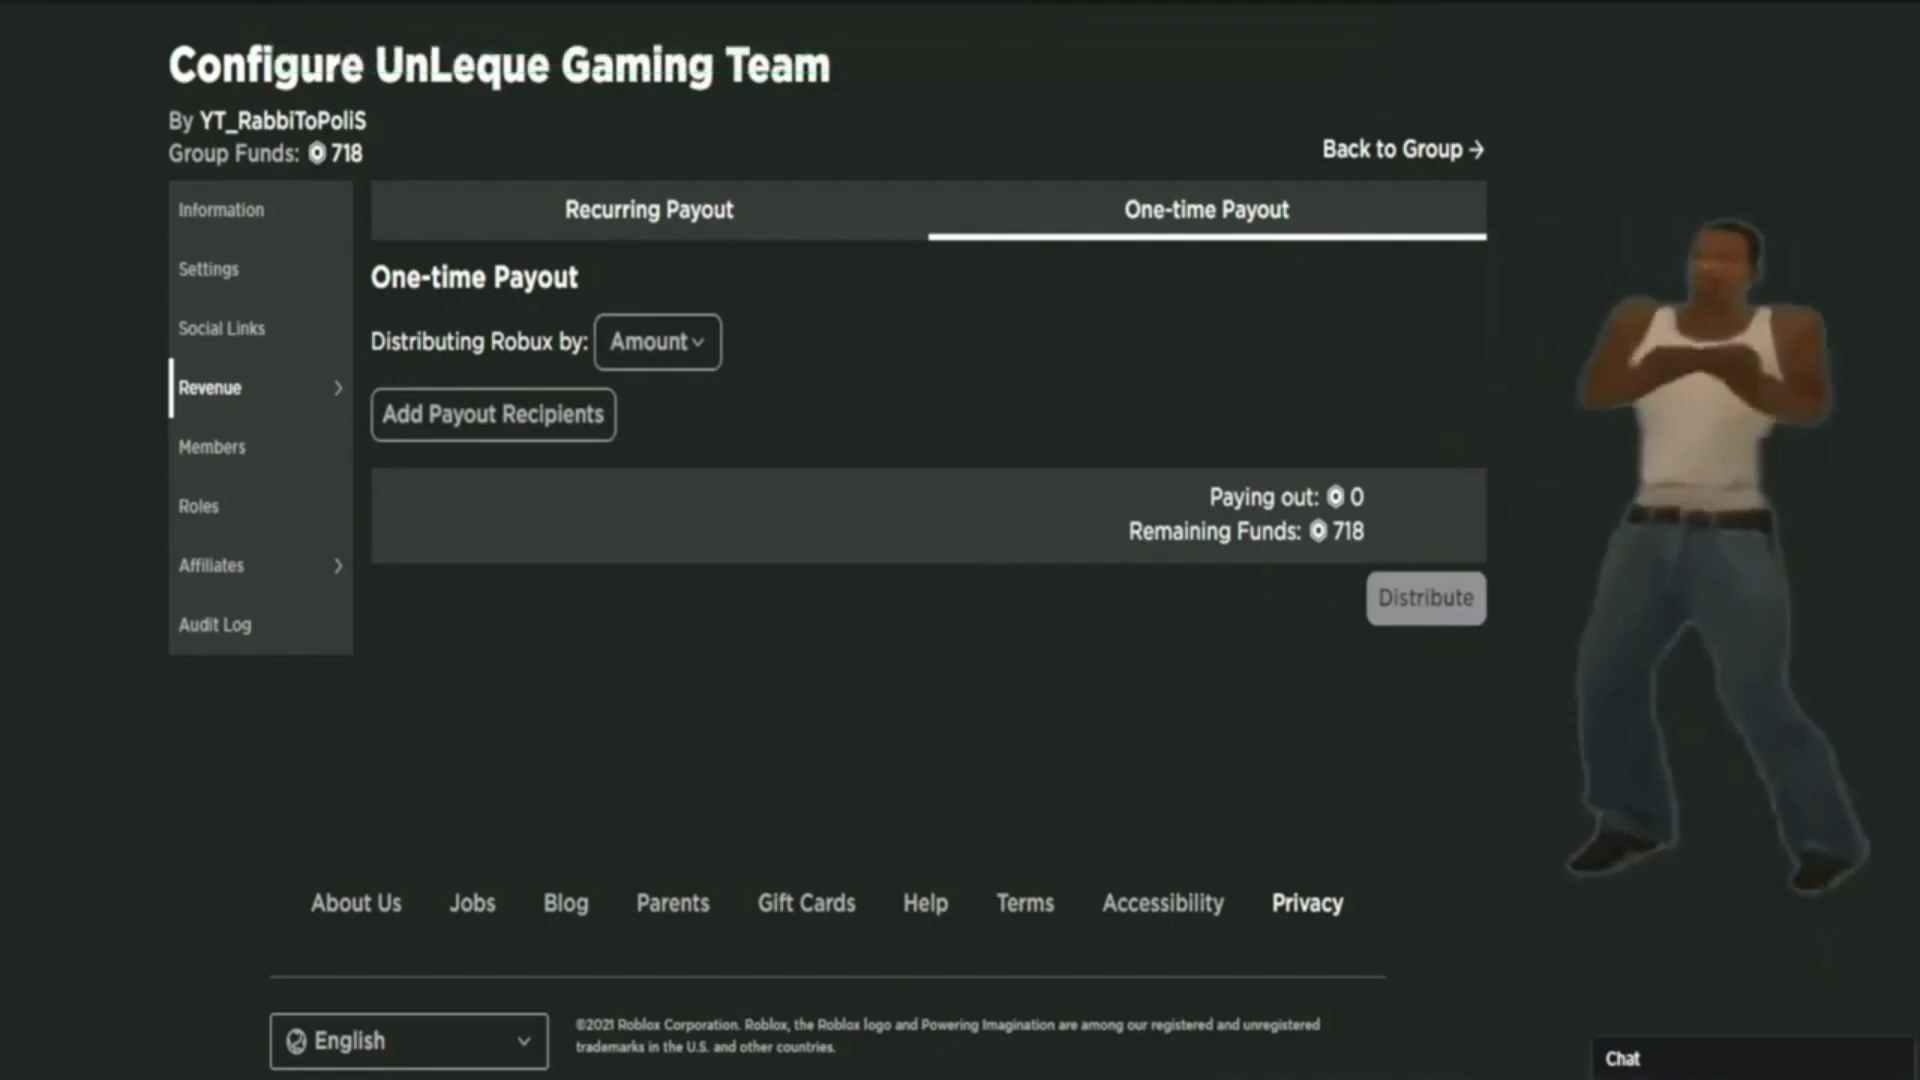 Configure UnLeque Gaming Team
By YT_RabbiToPoliS
Group Funds: 718
Back to Group
Information
Settings
Social Links
Revenue
Members
Roles
Affiliates
Audit Log
Recurring Payout
One-time Payout
One-time Payout
Distributing Robux by: Amount
Add Payout Recipients
Paying out: 0
Remaining Funds: 718
Distribute
About Us Jobs Blog Parents Gift Cards Help Terms Accessibility Privacy
English
©2021 Roblox Corporation. Roblox, the Roblox logo and Powering Imagination are among our registered and unregistered
trademarks in the U.S. and other countries.
Chat